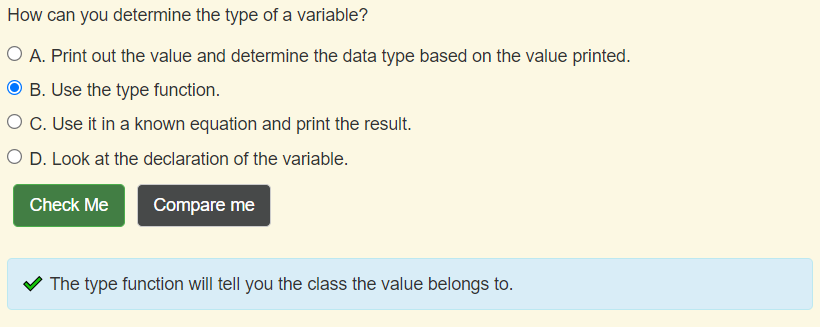 How can you determine the type of a variable?
A. Print out the value and determine the data type based on the value printed.
B. Use the type function.
C. Use it in a known equation and print the result.
D. Look at the declaration of the variable.
Check Me Compare me
The type function will tell you the class the value belongs to.